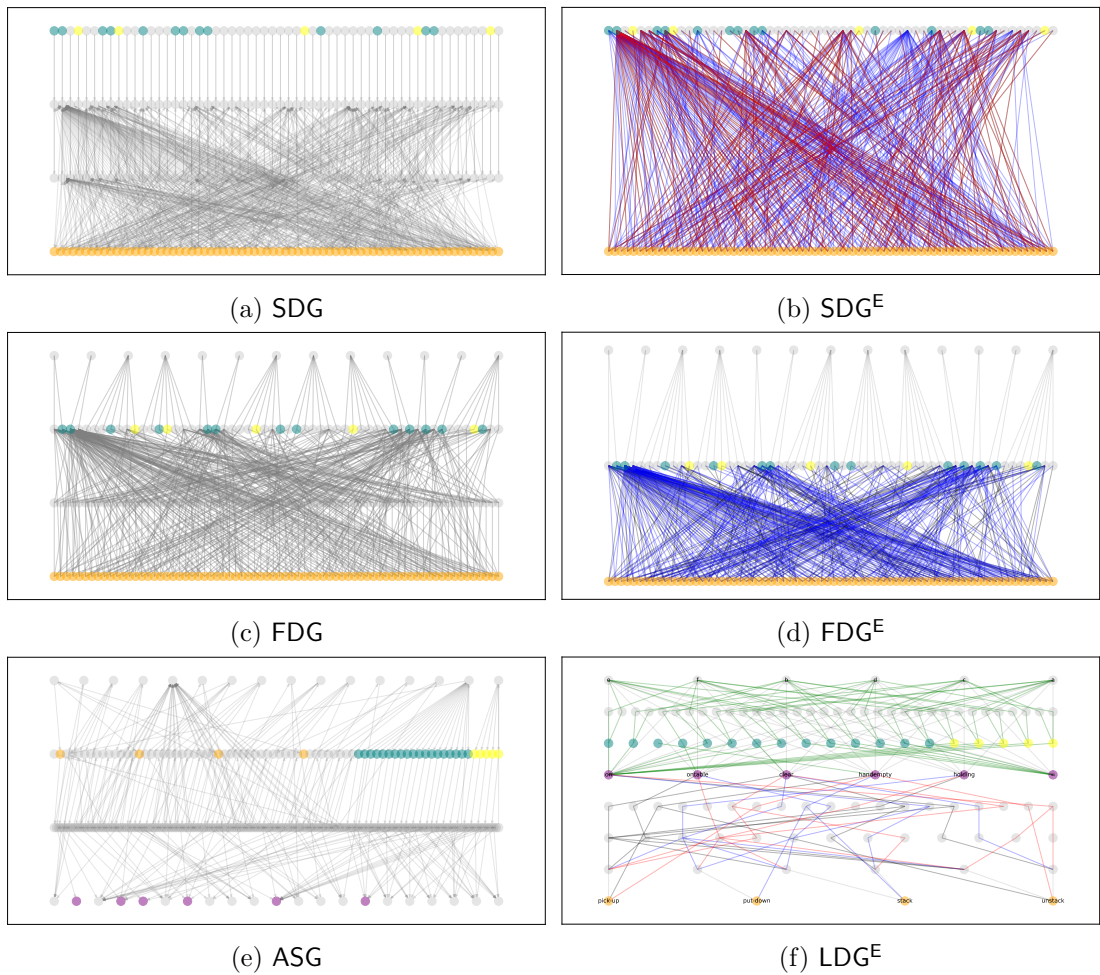 (a) SDG
(b) SDG^E
(c) FDG
(d) FDG^E
f
b
d
c
on
ontable
clear
handempty
holding
=
pick-up
put-down
stack
unstack
(e) ASG
(f) LDG^E